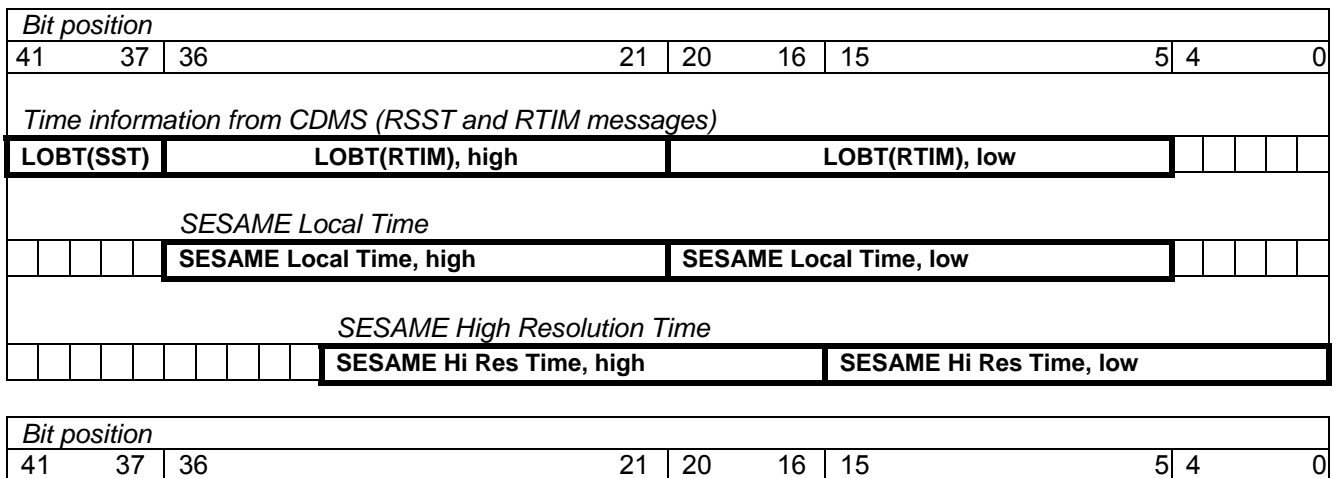 Bit position
41 37 36 21 20 16 15 5 4 0
Time information from CDMS (RSST and RTIM messages)
LOBT(SST) LOBT(RTIM), high LOBT(RTIM), low
SESAME Local Time
SESAME Local Time, high SESAME Local Time, low
SESAME High Resolution Time
SESAME Hi Res Time, high SESAME Hi Res Time, low
Bit position
41 37 36 21 20 16 15 5 4 0